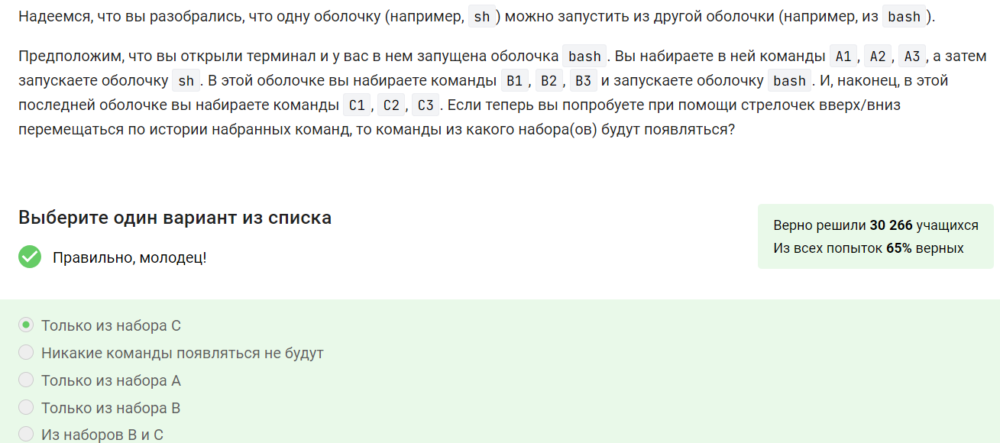 Надеемся, что вы разобрались, что одну оболочку (например, sh) можно запустить из другой оболочки (например, из bash).
Предположим, что вы открыли терминал и у вас в нем запущена оболочка bash. Вы набираете в ней команды A1, A2, A3, а затем
запускаете оболочку sh. В этой оболочке вы набираете команды B1, B2, B3 и запускаете оболочку bash. И, наконец, в этой
последней оболочке вы набираете команды C1, C2, C3. Если теперь вы попробуете при помощи стрелочек вверх/вниз
перемещаться по истории набранных команд, то команды из какого набора(ов) будут появляться?
Выберите один вариант из списка
Правильно, молодец!
Верно решили 30 266 учащихся
Из всех попыток 65% верных
Только из набора C
Никакие команды появляться не будут
Только из набора A
Только из набора B
Из наборов B и C